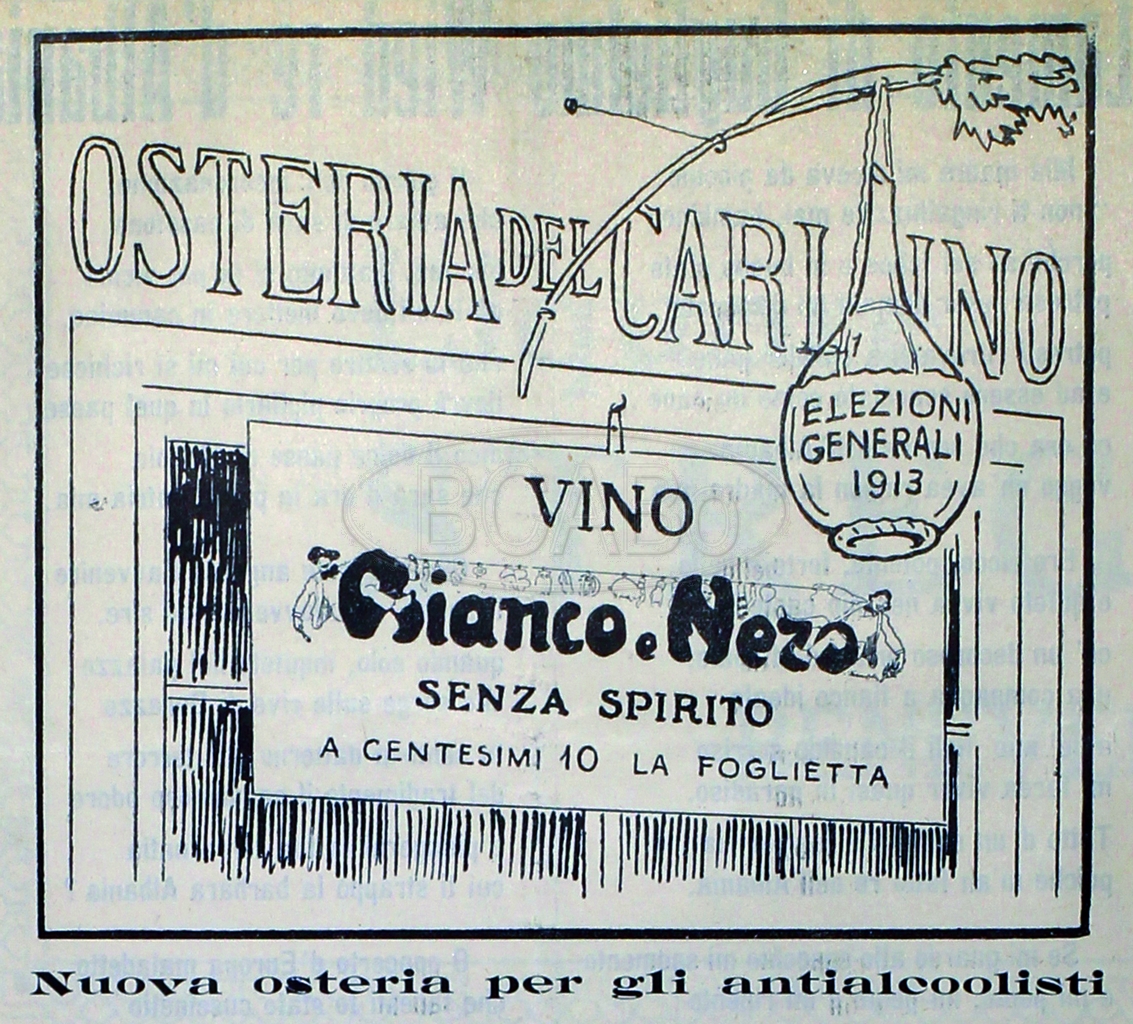 OSTERIA DEL CARLINO
ELEZIONI
GENERALI
1913
VINO
Bianco e Nero
SENZA SPIRITO
A CENTESIMI 10 LA FOGLIETTA
Nuova osteria per gli antialcoolisti
BCABo